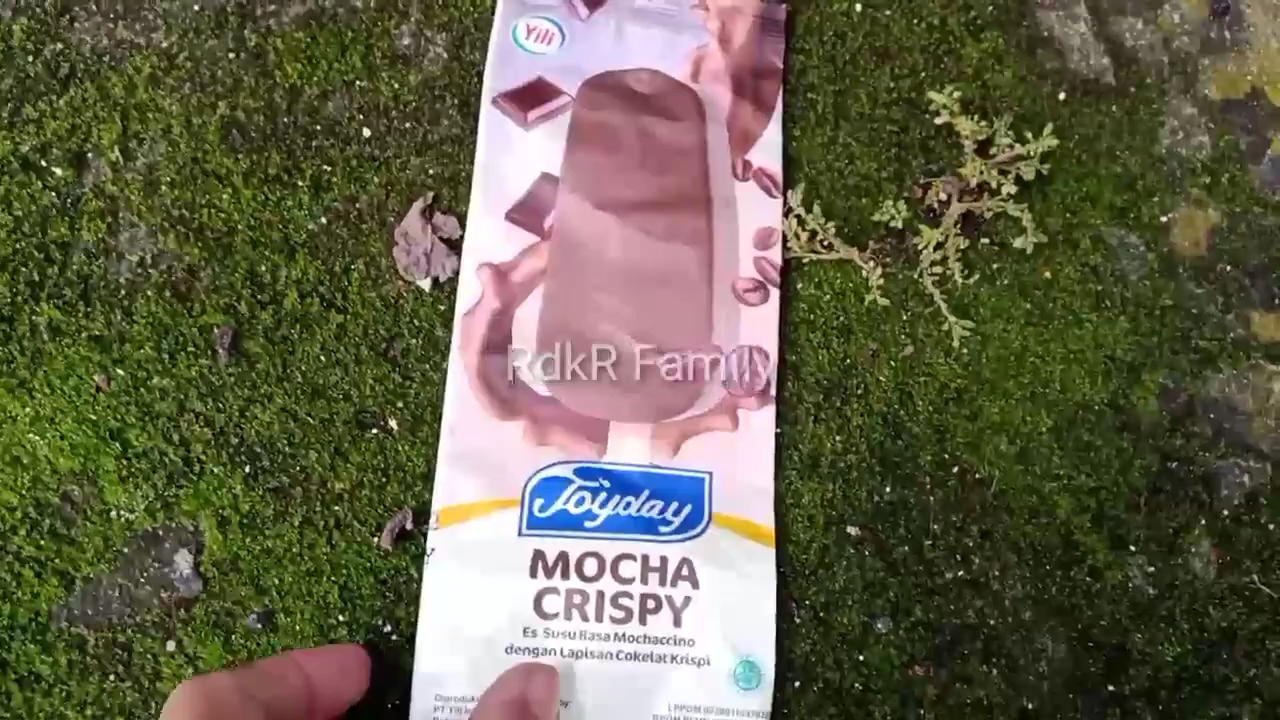 Yili
RdkR Family
Joyday
MOCHA
CRISPY
Es Susu Rasa Mochaccino
dengan Lapisan Cokelat Krispi